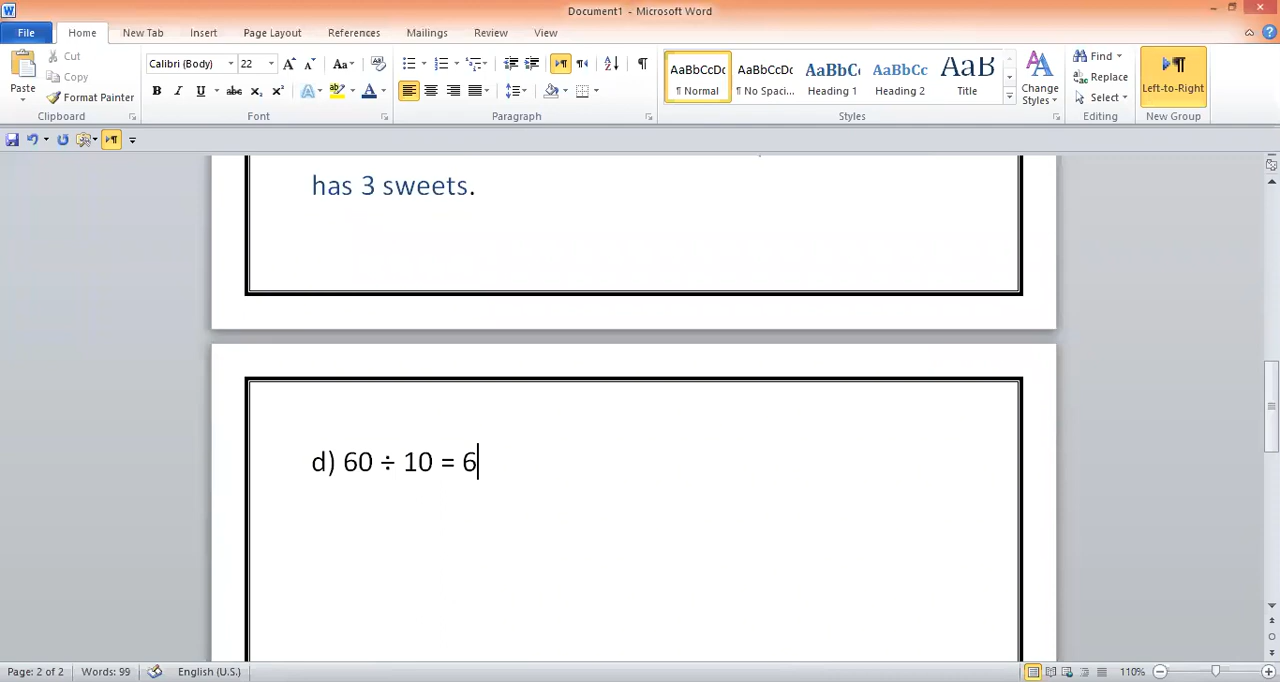 Document1 - Microsoft Word
File Home New Tab Insert Page Layout References Mailings Review View
Paste
Cut
Copy
Format Painter
Clipboard
Calibri (Body) 22
Font
Paragraph
AaBbCcDc AaBbCcDc AaBbC AaBbCc AaB
¶ Normal ¶ No Spaci... Heading 1 Heading 2 Title
Change
Styles
Styles
Find
Replace
Select
Editing
Left-to-Right
New Group
has 3 sweets.
d) 60 ÷ 10 = 6
Page: 2 of 2 Words: 99 English (U.S.) 110%